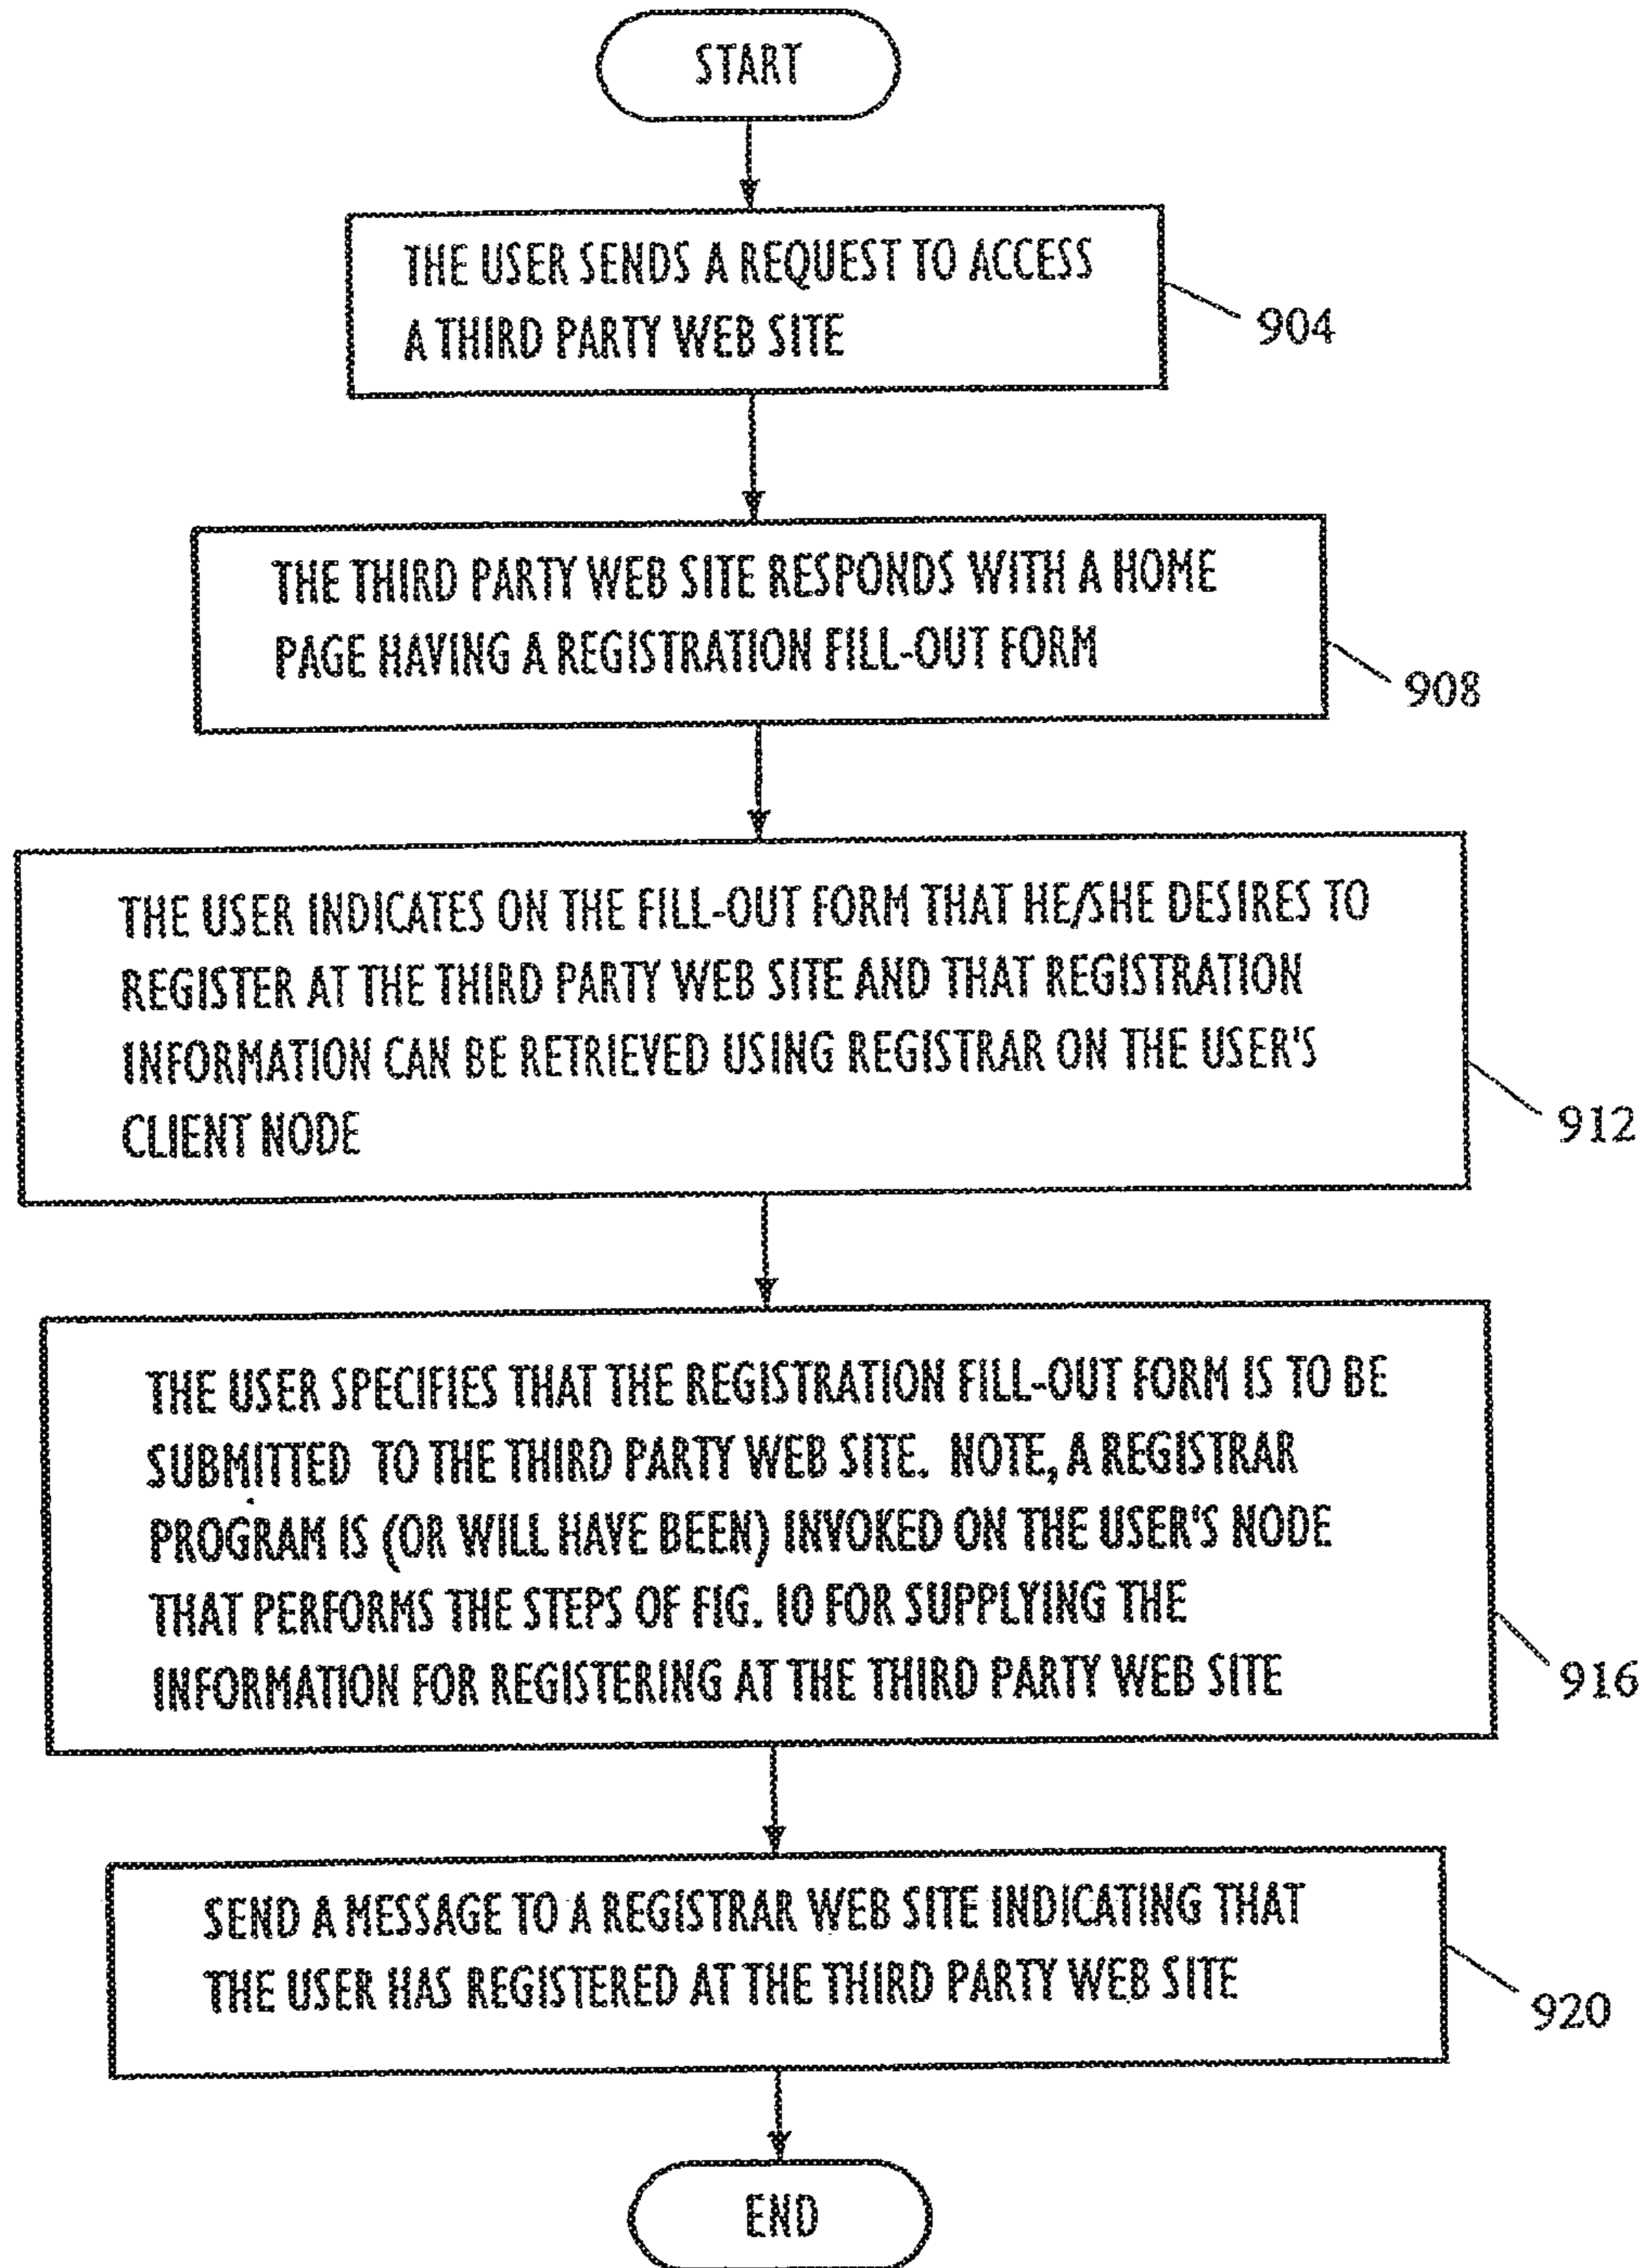 START
THE USER SENDS A REQUEST TO ACCESS
A THIRD PARTY WEB SITE
904
THE THIRD PARTY WEB SITE RESPONDS WITH A HOME
PAGE HAVING A REGISTRATION FILL-OUT FORM
908
THE USER INDICATES ON THE FILL-OUT FORM THAT HE/SHE DESIRES TO
REGISTER AT THE THIRD PARTY WEB SITE AND THAT REGISTRATION
INFORMATION CAN BE RETRIEVED USING REGISTRAR ON THE USER'S
CLIENT NODE
912
THE USER SPECIFIES THAT THE REGISTRATION FILL-OUT FORM IS TO BE
SUBMITTED TO THE THIRD PARTY WEB SITE. NOTE, A REGISTRAR
PROGRAM IS (OR WILL HAVE BEEN) INVOKED ON THE USER'S NODE
THAT PERFORMS THE STEPS OF FIG. 10 FOR SUPPLYING THE
INFORMATION FOR REGISTERING AT THE THIRD PARTY WEB SITE
916
SEND A MESSAGE TO A REGISTRAR WEB SITE INDICATING THAT
THE USER HAS REGISTERED AT THE THIRD PARTY WEB SITE
920
END